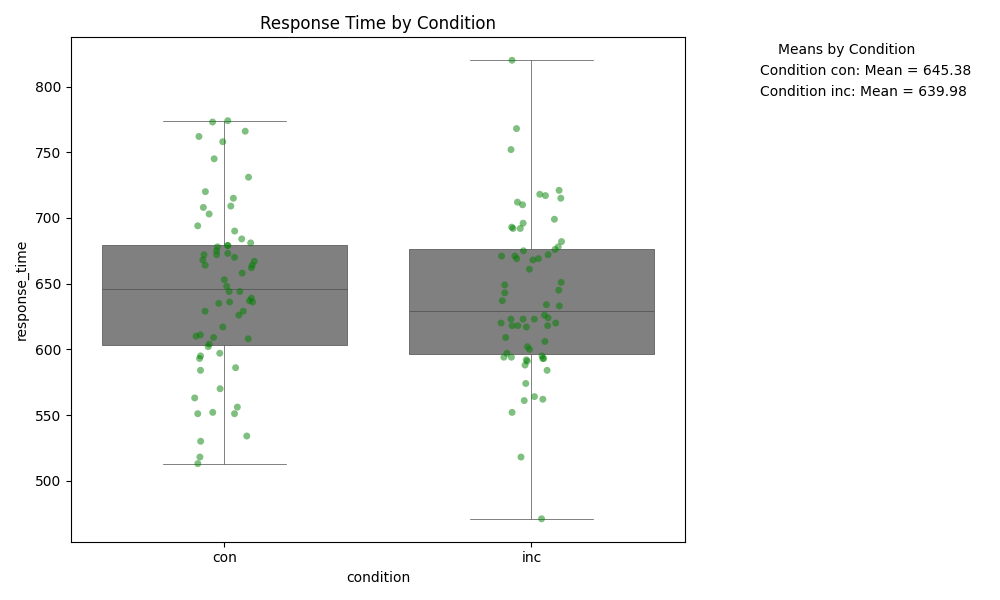 Response Time by Condition
Means by Condition
Condition con: Mean = 645.38
Condition inc: Mean = 639.98
response_time
800
750
700
650
600
550
500
con
inc
condition